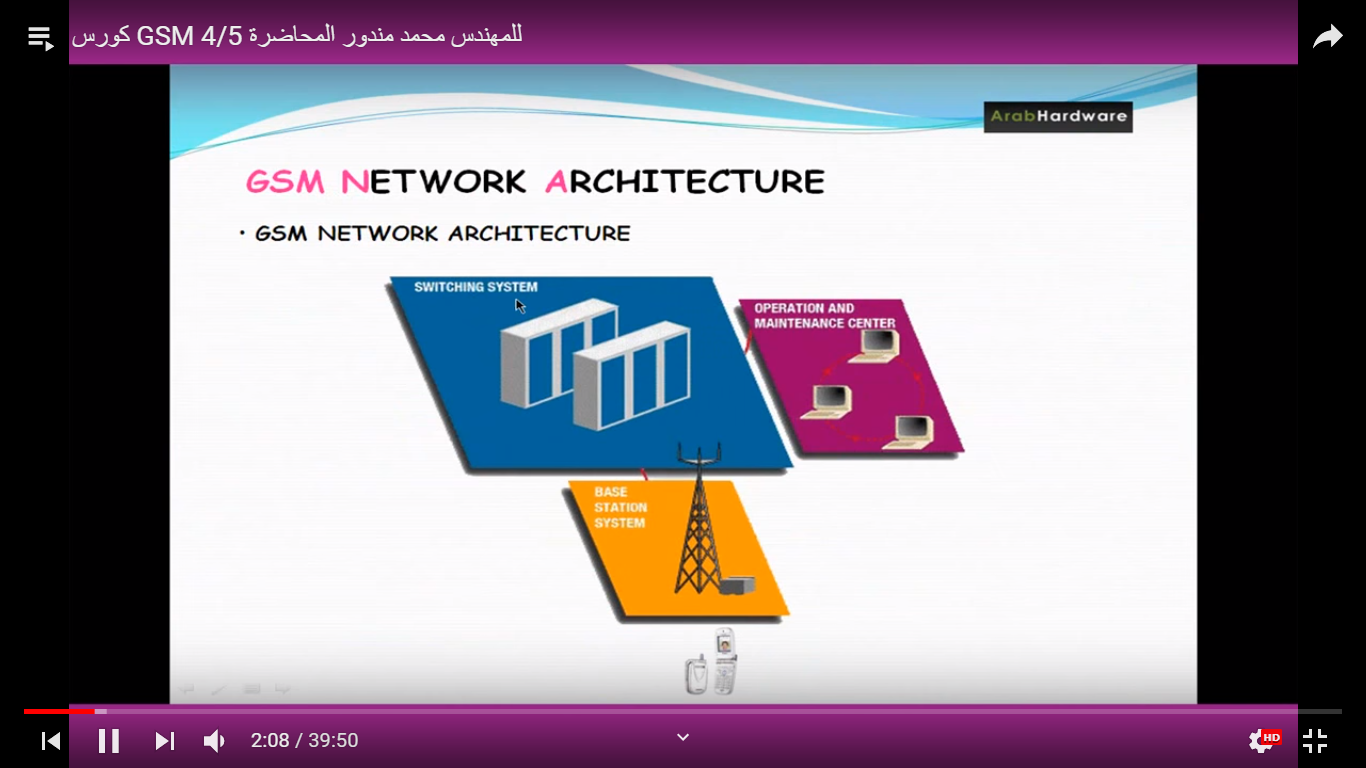 كورس GSM 4/5 للمهندس محمد مندور المحاضرة
ArabHardware
GSM NETWORK ARCHITECTURE
• GSM NETWORK ARCHITECTURE
SWITCHING SYSTEM
OPERATION AND
MAINTENANCE CENTER
BASE
STATION
SYSTEM
2:08 / 39:50
HD